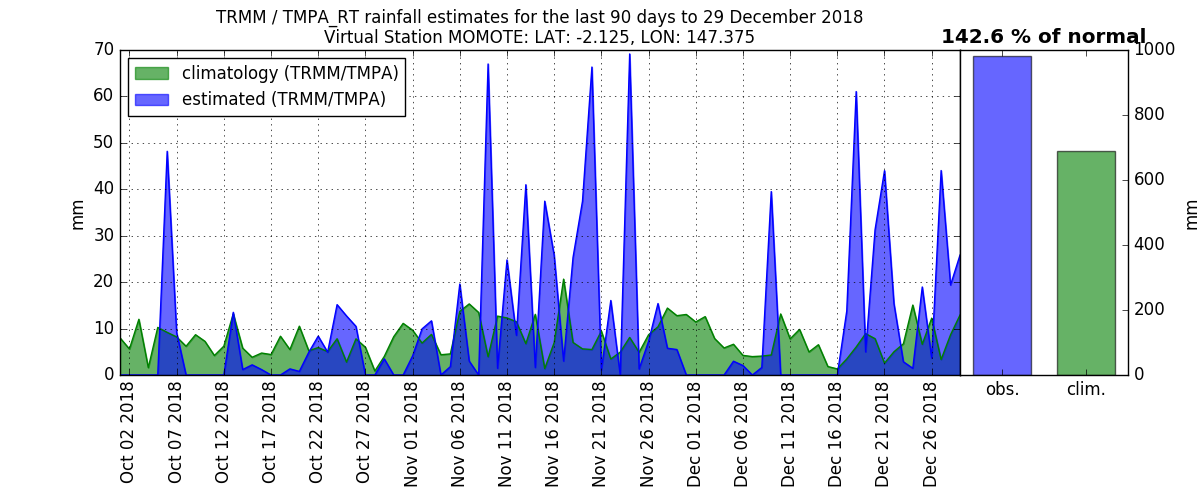 TRMM / TMPA_RT rainfall estimates for the last 90 days to 29 December 2018
Virtual Station MOMOTE: LAT: -2.125, LON: 147.375
142.6 % of normal
climatology (TRMM/TMPA)
estimated (TRMM/TMPA)
mm
70
60
50
40
30
20
10
0
Oct 02 2018
Oct 07 2018
Oct 12 2018
Oct 17 2018
Oct 22 2018
Oct 27 2018
Nov 01 2018
Nov 06 2018
Nov 11 2018
Nov 16 2018
Nov 21 2018
Nov 26 2018
Dec 01 2018
Dec 06 2018
Dec 11 2018
Dec 16 2018
Dec 21 2018
Dec 26 2018
obs.
clim.
1000
800
600
400
200
0
mm